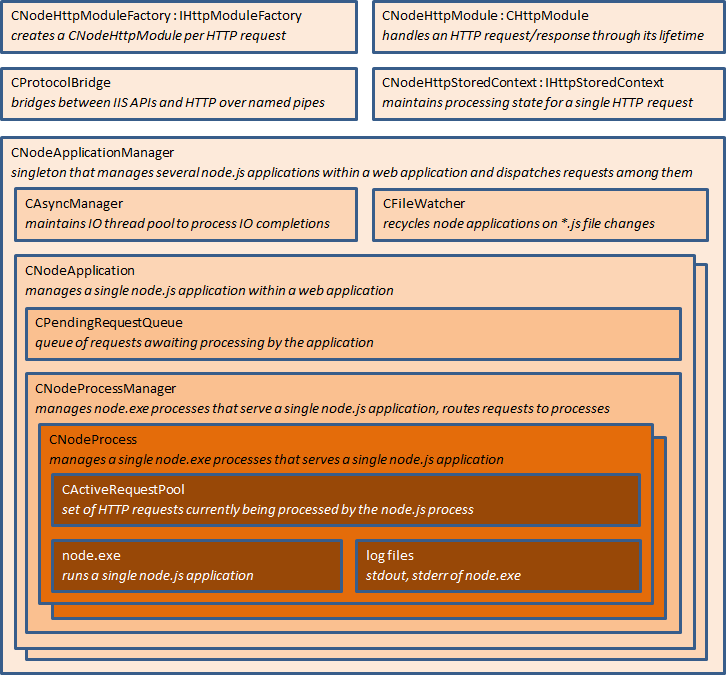 CNodeHttpModuleFactory : IHttpModuleFactory
creates a CNodeHttpModule per HTTP request
CNodeHttpModule : CHttpModule
handles an HTTP request/response through its lifetime
CProtocolBridge
bridges between IIS APIs and HTTP over named pipes
CNodeHttpStoredContext : IHttpStoredContext
maintains processing state for a single HTTP request
CNodeApplicationManager
singleton that manages several node.js applications within a web application and dispatches requests among them
CAsyncManager
maintains IO thread pool to process IO completions
CFileWatcher
recycles node applications on *.js file changes
CNodeApplication
manages a single node.js application within a web application
CPendingRequestQueue
queue of requests awaiting processing by the application
CNodeProcessManager
manages node.exe processes that serve a single node.js application, routes requests to processes
CNodeProcess
manages a single node.exe processes that serves a single node.js application
CActiveRequestPool
set of HTTP requests currently being processed by the node.js process
node.exe
runs a single node.js application
log files
stdout, stderr of node.exe